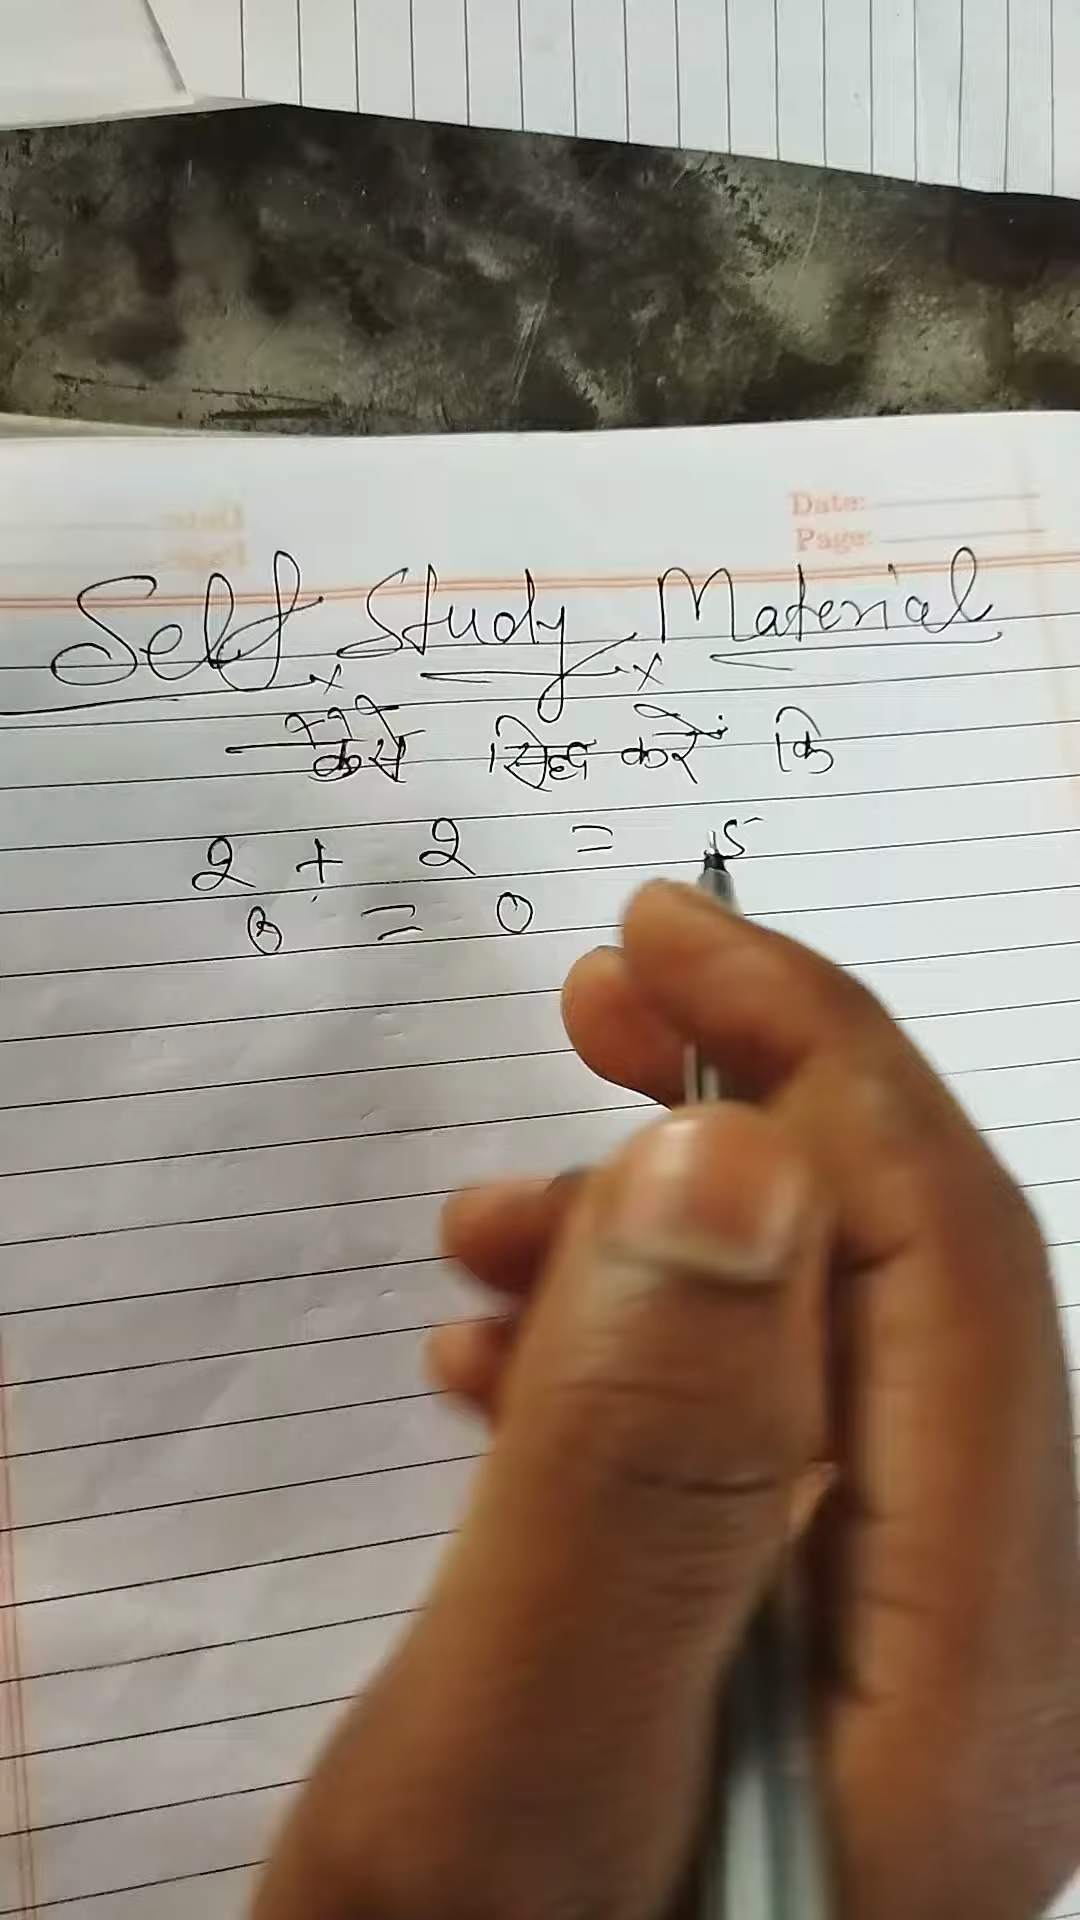 Date:
Page:
Self Study Material
कैसे सिद्ध करें कि
2 + 2 = 5
0 = 0